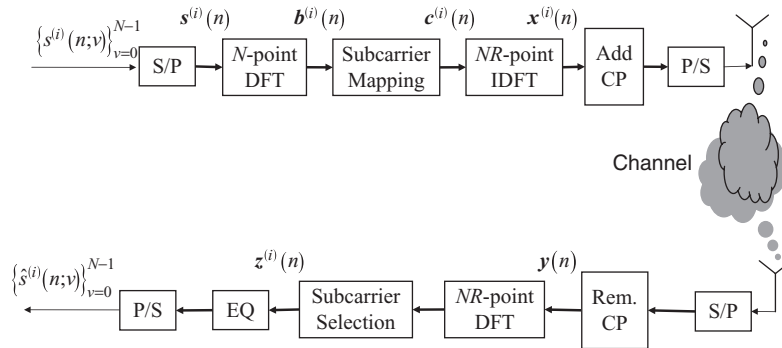 {s^(i)(n;ν)}_{ν=0}^{N−1}
s^(i)(n)
b^(i)(n)
c^(i)(n)
x^(i)(n)
S/P
N-point
DFT
Subcarrier
Mapping
NR-point
IDFT
Add
CP
P/S
Channel
{ŝ^(i)(n;ν)}_{ν=0}^{N−1}
z^(i)(n)
y(n)
P/S
EQ
Subcarrier
Selection
NR-point
DFT
Rem.
CP
S/P